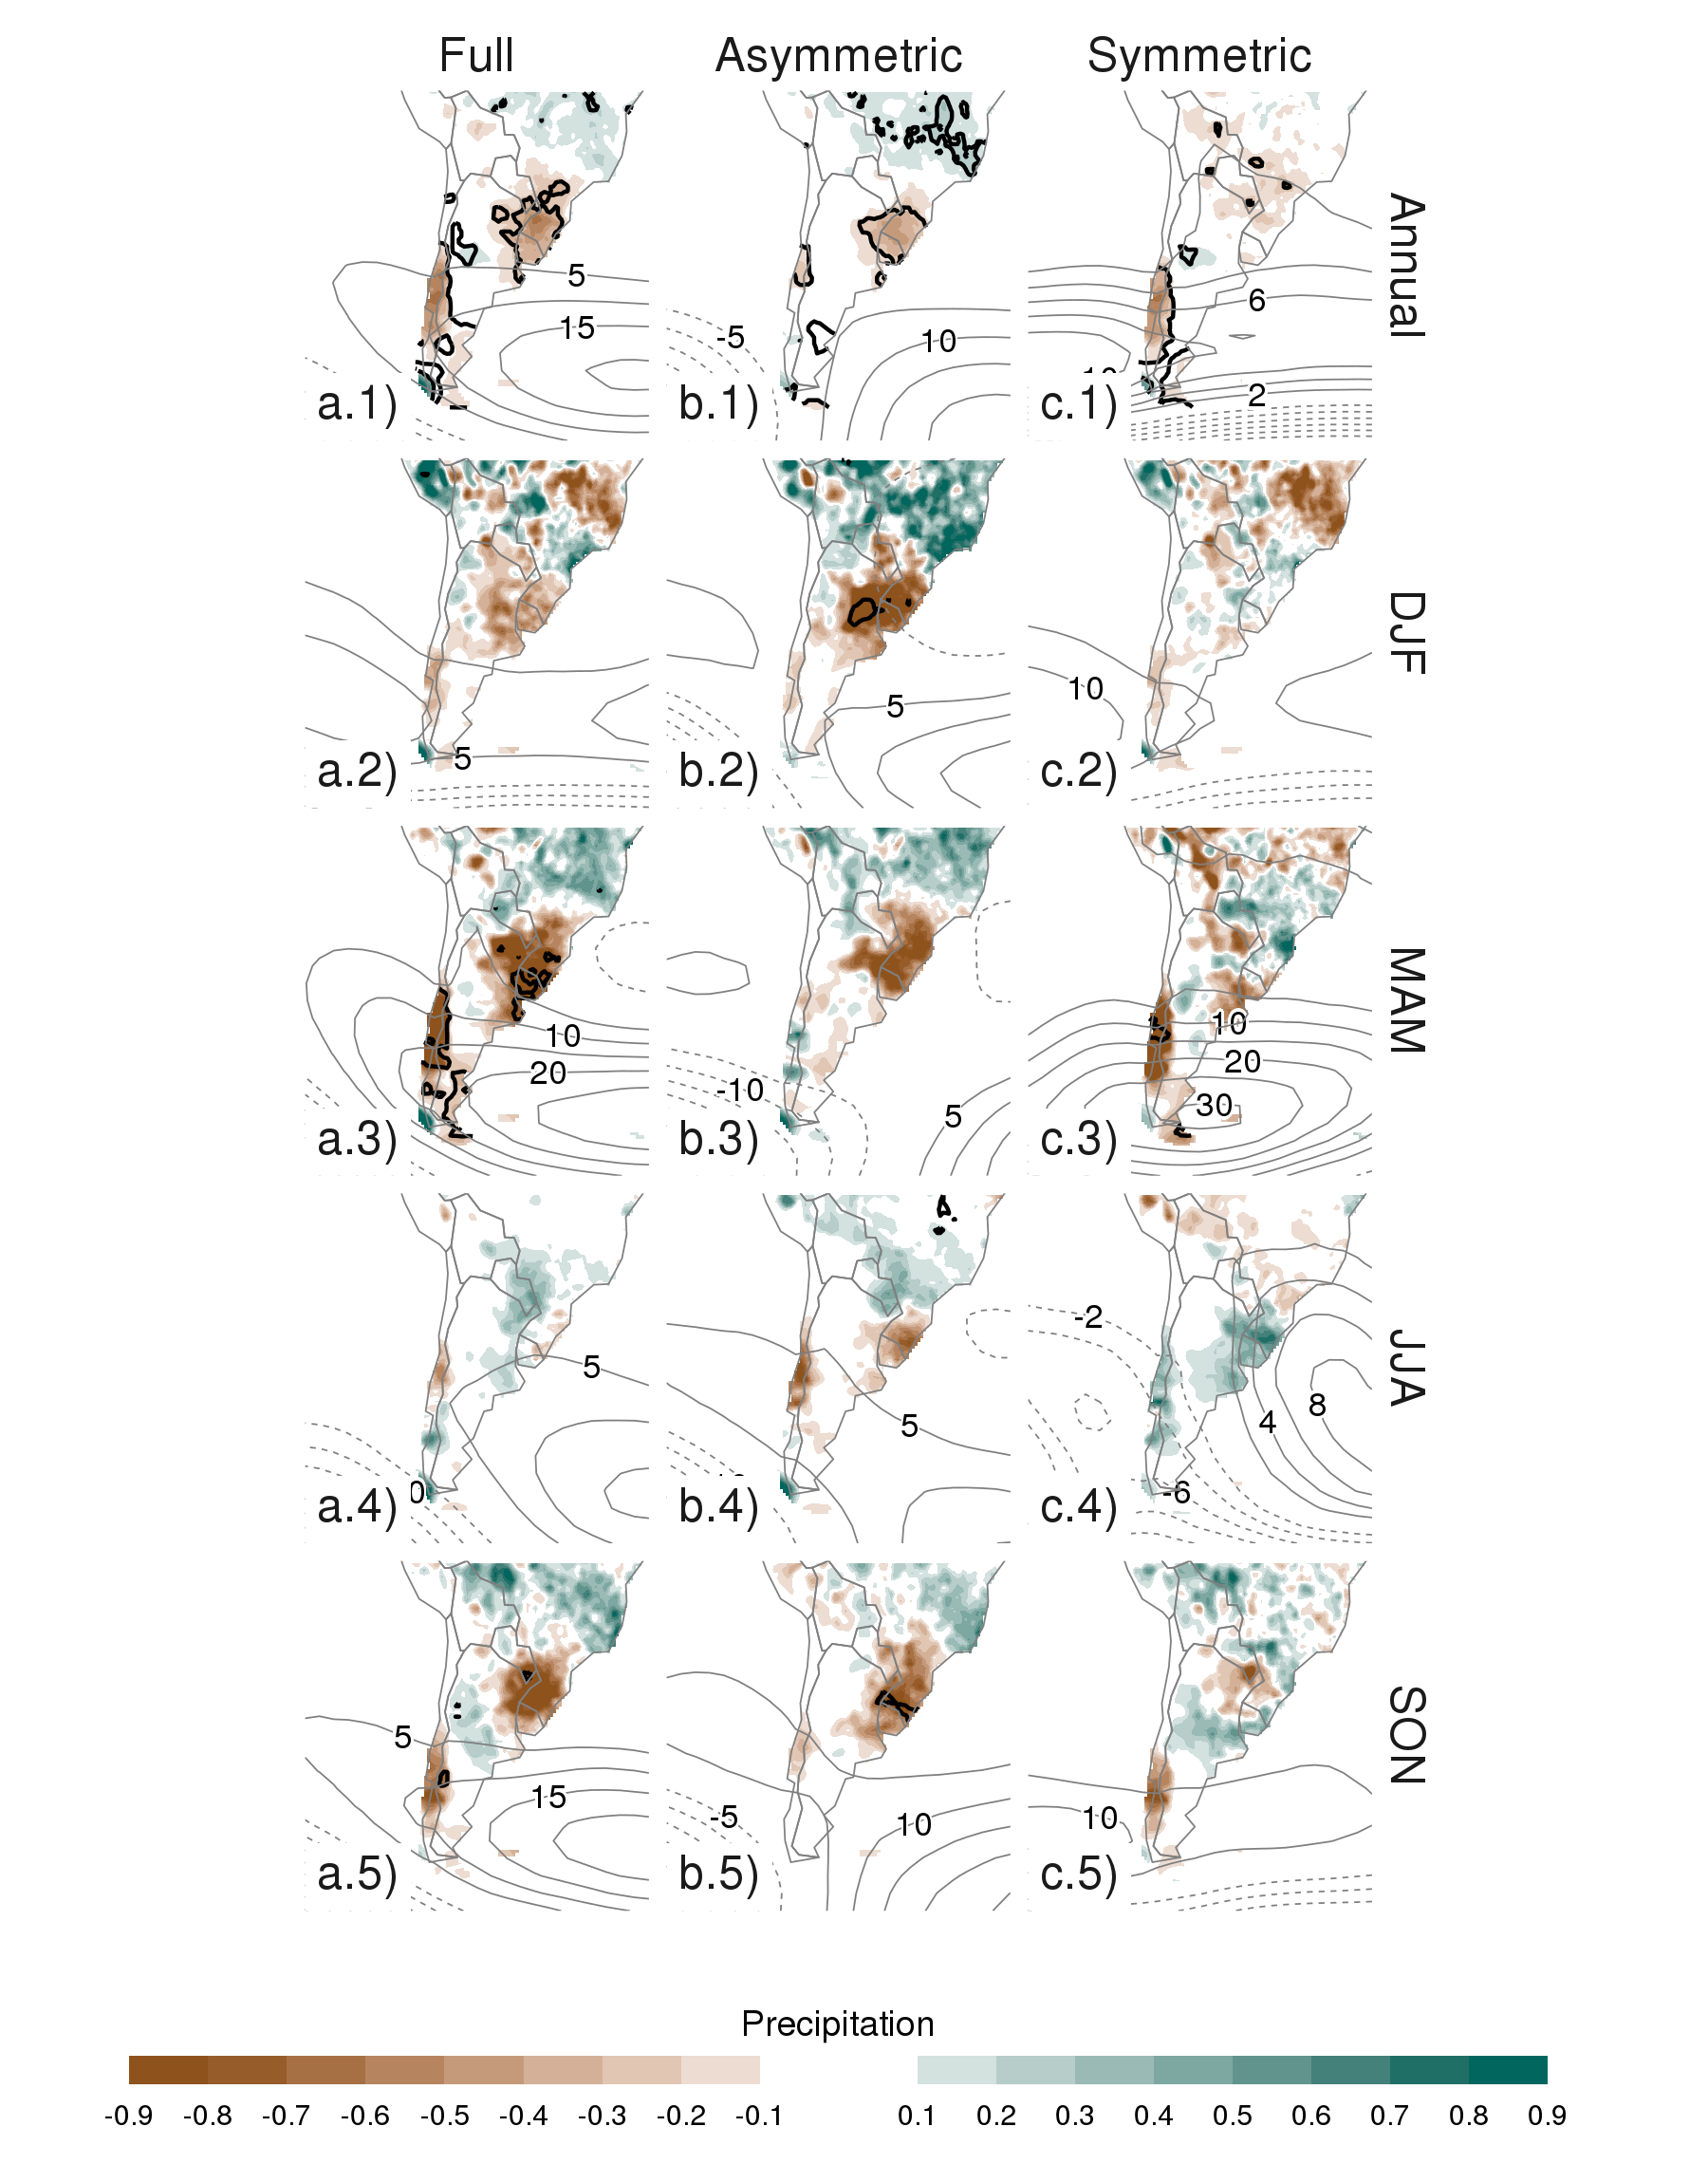 Full Asymmetric Symmetric
Annual
5
15
-5
10
6
2
a.1) b.1) c.1)
DJF
5
10
5
a.2) b.2) c.2)
MAM
10
20
-10
5
10
20
30
a.3) b.3) c.3)
JJA
5
5
-2
4
8
-6
0
a.4) b.4) c.4)
SON
5
15
-5
10
10
a.5) b.5) c.5)
Precipitation
-0.9 -0.8 -0.7 -0.6 -0.5 -0.4 -0.3 -0.2 -0.1 0.1 0.2 0.3 0.4 0.5 0.6 0.7 0.8 0.9